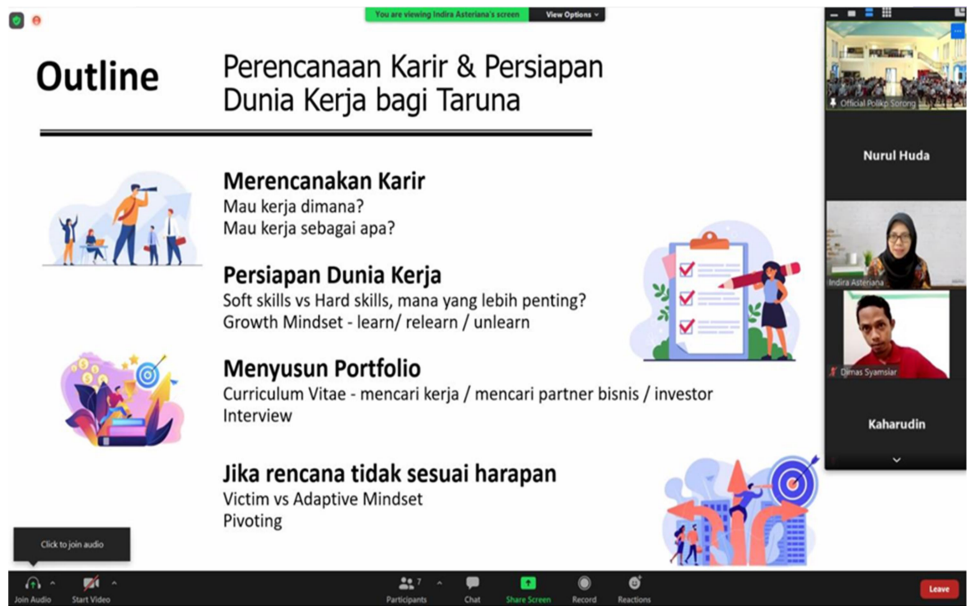 You are viewing Indira Asteriana's screen
View Options
Outline
Perencanaan Karir & Persiapan
Dunia Kerja bagi Taruna
Merencanakan Karir
Mau kerja dimana?
Mau kerja sebagai apa?
Persiapan Dunia Kerja
Soft skills vs Hard skills, mana yang lebih penting?
Growth Mindset - learn/ relearn / unlearn
Menyusun Portfolio
Curriculum Vitae - mencari kerja / mencari partner bisnis / investor
Interview
Jika rencana tidak sesuai harapan
Victim vs Adaptive Mindset
Pivoting
Official Polikp Sorong
Nurul Huda
Indira Asteriana
Dimas Syamsiar
Kaharudin
Click to join audio
Join Audio
Start Video
Participants
7
Chat
Share Screen
Record
Reactions
Leave